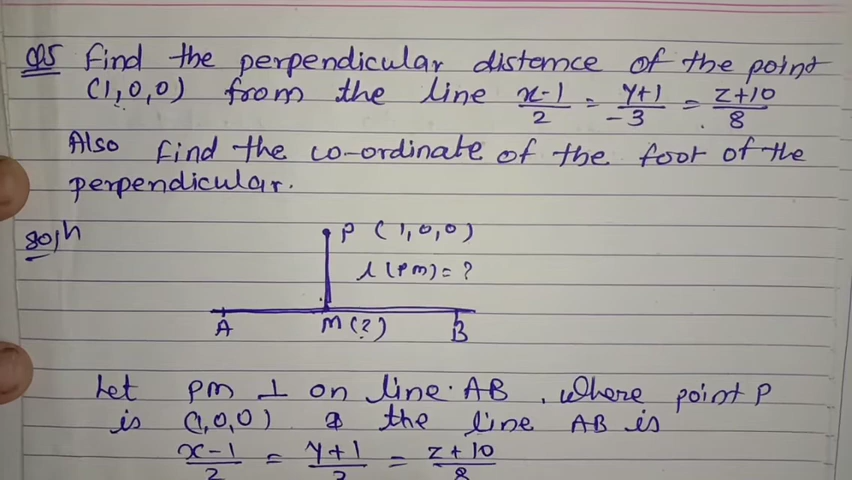 Q5 Find the perpendicular distance of the point
(1,0,0) from the line x-1/2 = y+1/-3 = z+10/8
Also find the co-ordinate of the foot of the
perpendicular.
Soln
P (1,0,0)
l (PM) = ?
A M(?) B
Let PM ⊥ on line AB, where point P
is (1,0,0) & the line AB is
x-1/2 = y+1/3 = z+10/8